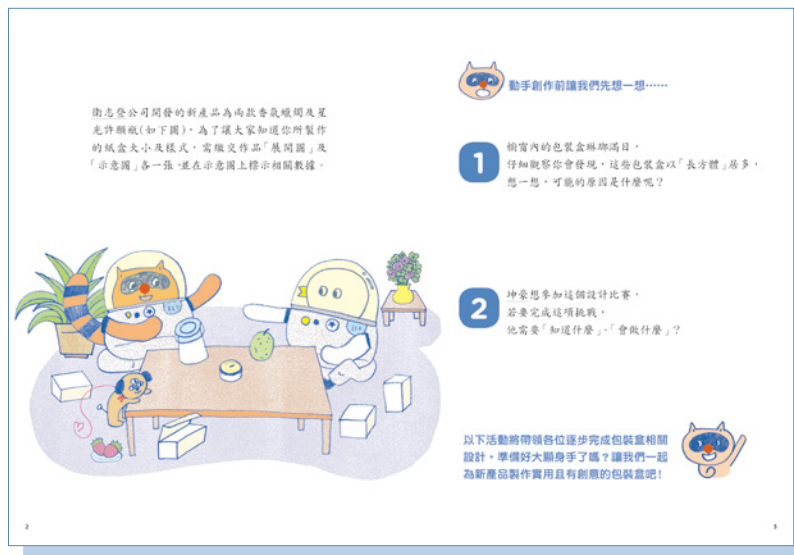 衛志登公司開發的新產品為兩款香氛蠟燭及星
光許願瓶(如下圖)，為了讓大家知道你所製作
的紙盒大小及樣式，需繳交作品「展開圖」及
「示意圖」各一張，並在示意圖上標示相關數據。
2
動手創作前讓我們先想一想……
1
櫥窗內的包裝盒琳瑯滿目，
仔細觀察你會發現，這些包裝盒以「長方體」居多，
想一想，可能的原因是什麼呢？
2
坤豪想參加這個設計比賽，
若要完成這項挑戰，
他需要「知道什麼」、「會做什麼」？
以下活動將帶領各位逐步完成包裝盒相關
設計。準備好大顯身手了嗎？讓我們一起
為新產品製作實用且有創意的包裝盒吧！
3